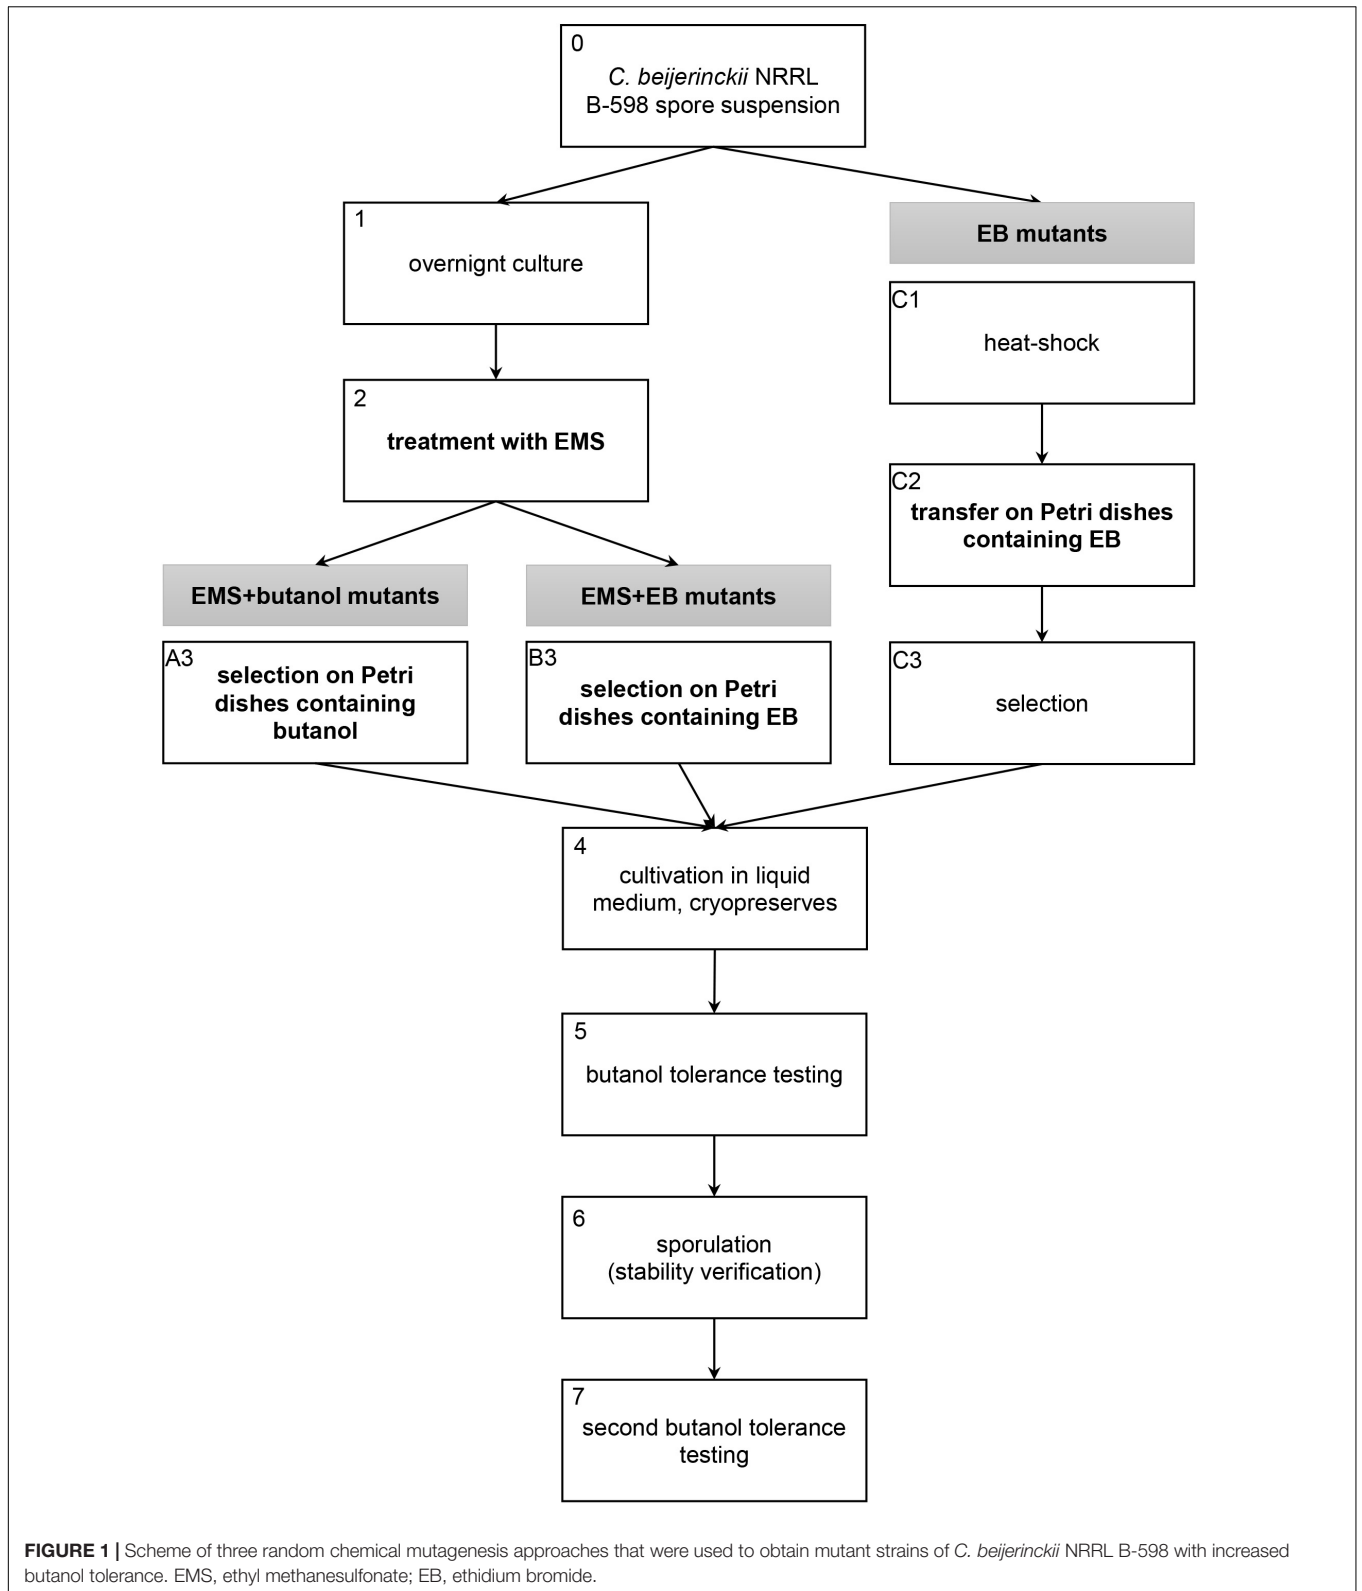 0
C. beijerinckii NRRL
B-598 spore suspension
1
overnignt culture
EB mutants
C1
heat-shock
2
treatment with EMS
C2
transfer on Petri dishes
containing EB
EMS+butanol mutants
EMS+EB mutants
A3
selection on Petri
dishes containing
butanol
B3
selection on Petri
dishes containing EB
C3
selection
4
cultivation in liquid
medium, cryopreserves
5
butanol tolerance testing
6
sporulation
(stability verification)
7
second butanol tolerance
testing
FIGURE 1 | Scheme of three random chemical mutagenesis approaches that were used to obtain mutant strains of C. beijerinckii NRRL B-598 with increased
butanol tolerance. EMS, ethyl methanesulfonate; EB, ethidium bromide.